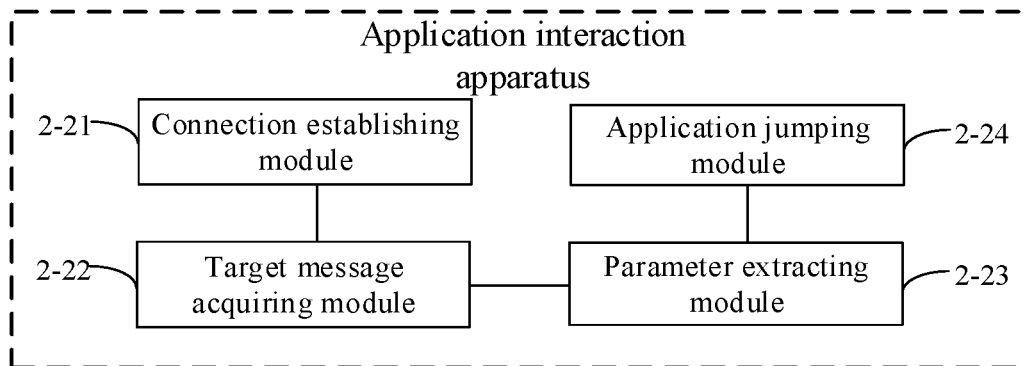 Application interaction
apparatus
2-21
Connection establishing
module
Application jumping
module
2-24
2-22
Target message
acquiring module
Parameter extracting
module
2-23